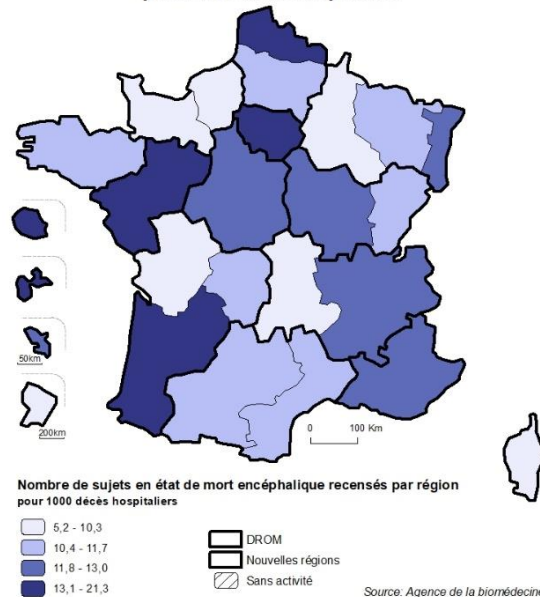 50km
200km
0 100 Km
Nombre de sujets en état de mort encéphalique recensés par région
pour 1000 décès hospitaliers
5,2 - 10,3
10,4 - 11,7
11,8 - 13,0
13,1 - 21,3
DROM
Nouvelles régions
Sans activité
Source: Agence de la biomédecine